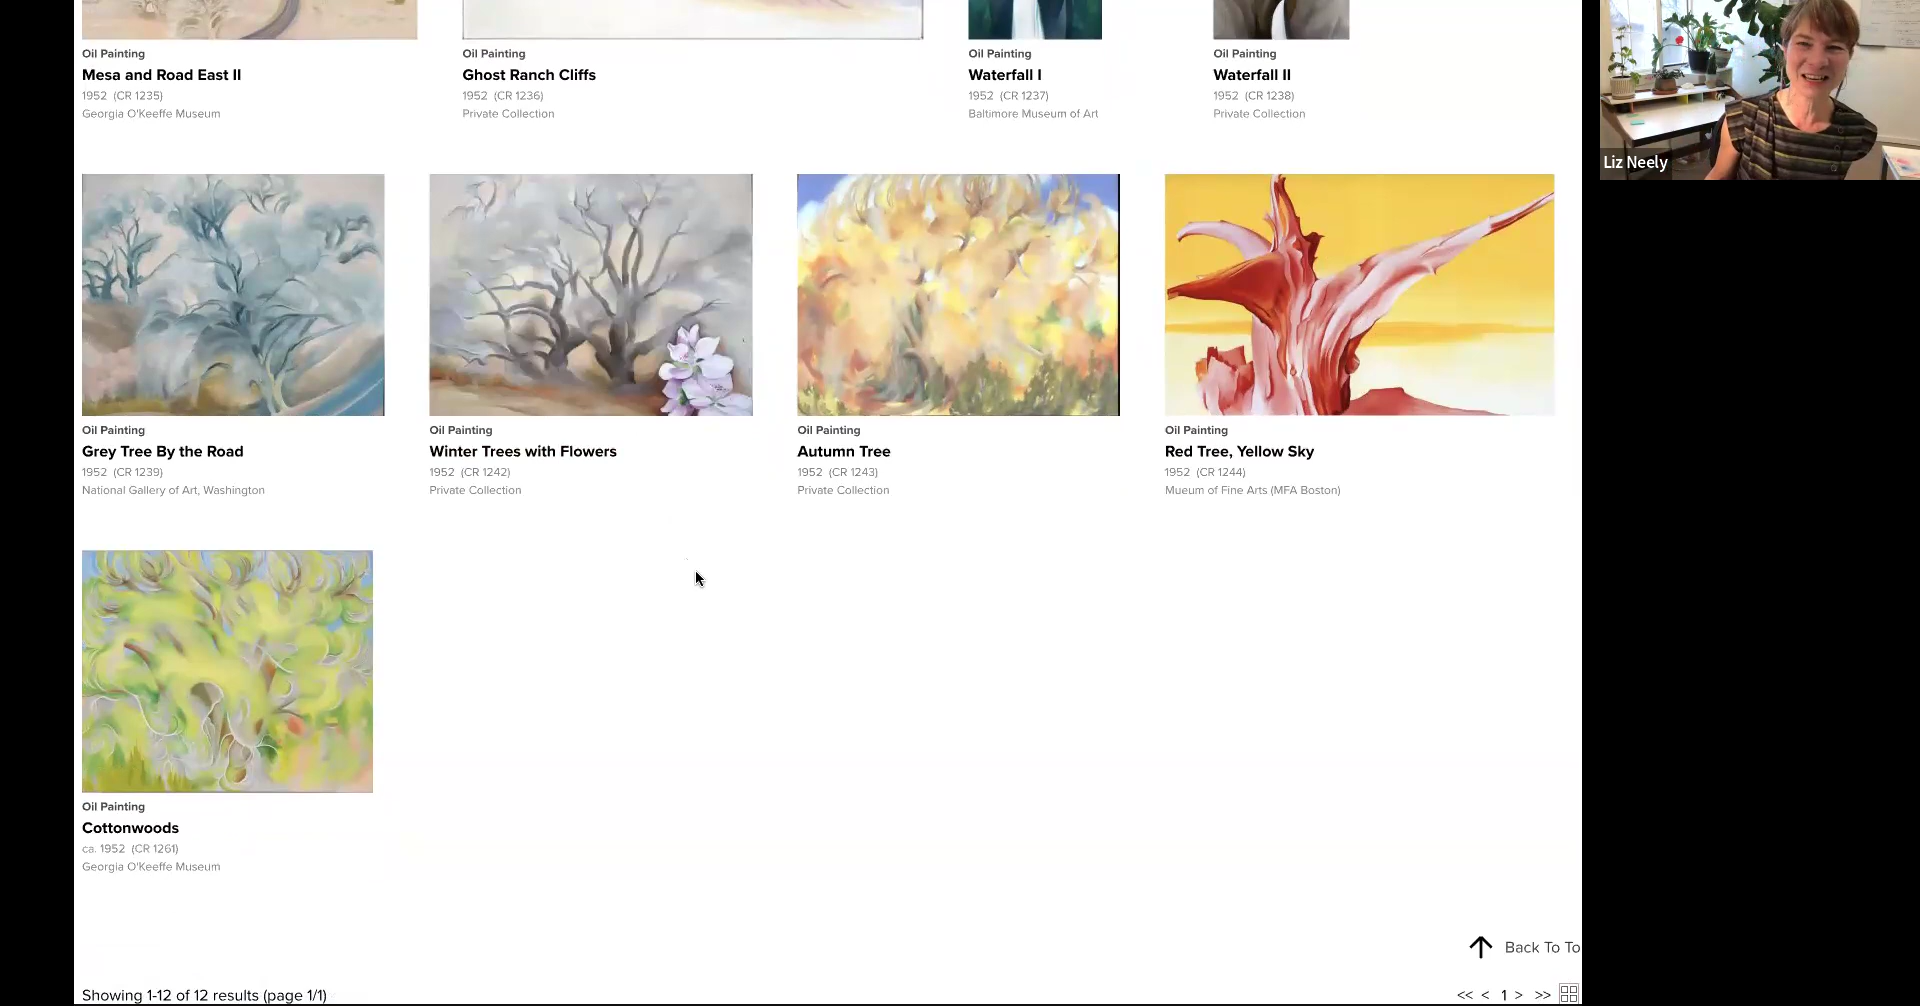 Oil Painting
Mesa and Road East II
1952 (CR 1235)
Georgia O'Keeffe Museum
Oil Painting
Ghost Ranch Cliffs
1952 (CR 1236)
Private Collection
Oil Painting
Waterfall I
1952 (CR 1237)
Baltimore Museum of Art
Oil Painting
Waterfall II
1952 (CR 1238)
Private Collection
Liz Neely
Oil Painting
Grey Tree By the Road
1952 (CR 1239)
National Gallery of Art, Washington
Oil Painting
Winter Trees with Flowers
1952 (CR 1242)
Private Collection
Oil Painting
Autumn Tree
1952 (CR 1243)
Private Collection
Oil Painting
Red Tree, Yellow Sky
1952 (CR 1244)
Mueum of Fine Arts (MFA Boston)
Oil Painting
Cottonwoods
ca. 1952 (CR 1261)
Georgia O'Keeffe Museum
Back To To
Showing 1-12 of 12 results (page 1/1)
<< < 1 > >>